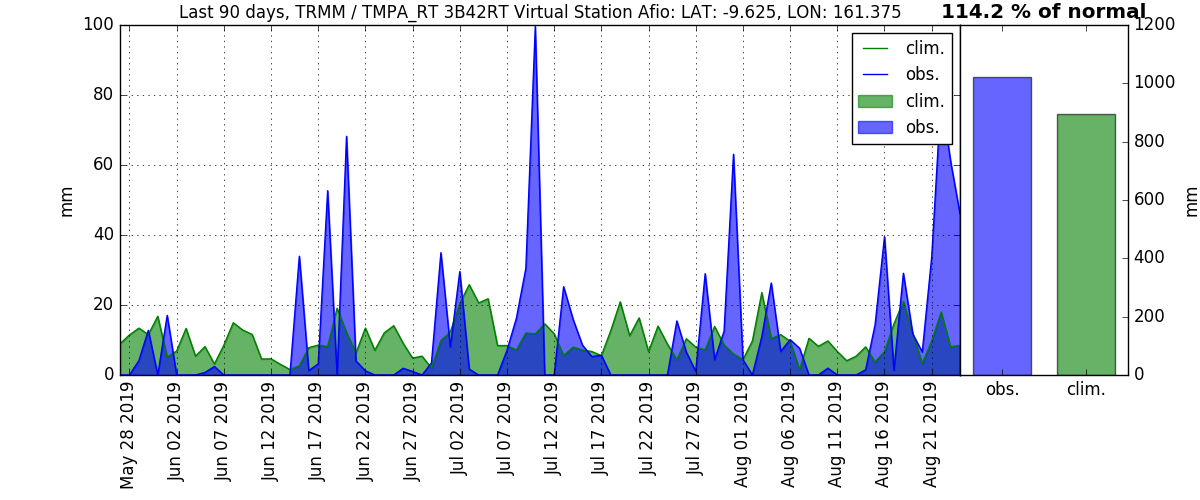 Last 90 days, TRMM / TMPA_RT 3B42RT Virtual Station Afio: LAT: -9.625, LON: 161.375
114.2 % of normal
clim.
obs.
clim.
obs.
100
80
60
40
20
0
mm
1200
1000
800
600
400
200
0
mm
May 28 2019
Jun 02 2019
Jun 07 2019
Jun 12 2019
Jun 17 2019
Jun 22 2019
Jun 27 2019
Jul 02 2019
Jul 07 2019
Jul 12 2019
Jul 17 2019
Jul 22 2019
Jul 27 2019
Aug 01 2019
Aug 06 2019
Aug 11 2019
Aug 16 2019
Aug 21 2019
obs.
clim.